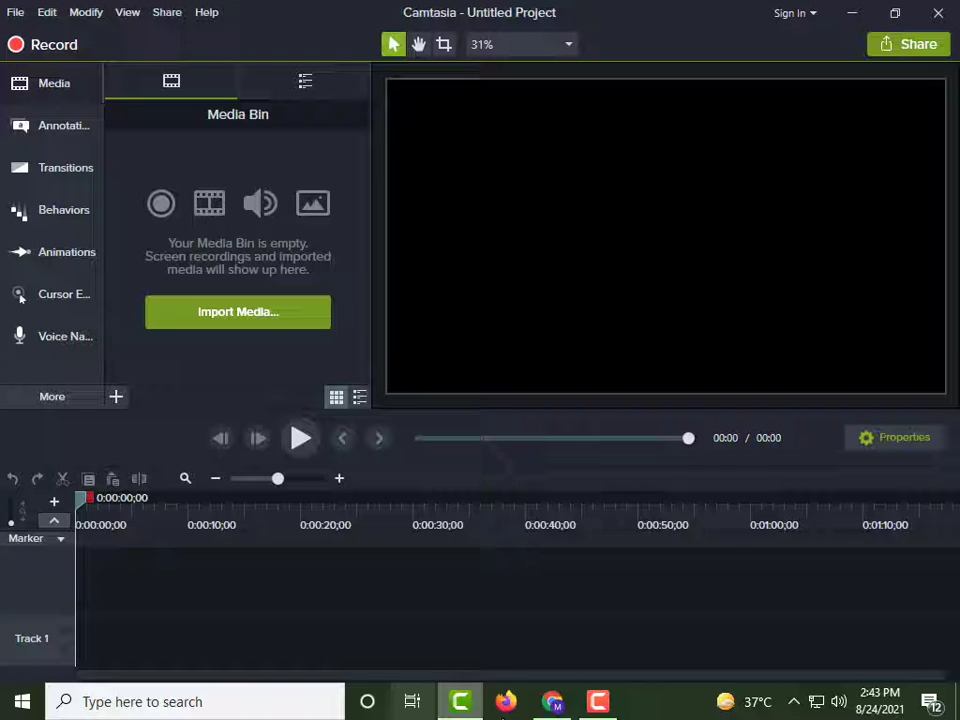 File Edit Modify View Share Help
Camtasia - Untitled Project
Sign In
Record
31%
Share
Media
Annotati...
Transitions
Behaviors
Animations
Cursor E...
Voice Na...
More
Media Bin
Your Media Bin is empty.
Screen recordings and imported
media will show up here.
Import Media...
00:00 / 00:00
Properties
0:00:00;00
0:00:00;00 0:00:10;00 0:00:20;00 0:00:30;00 0:00:40;00 0:00:50;00 0:01:00;00 0:01:10;00
Marker
Track 1
Type here to search
M
37°C
2:43 PM
8/24/2021
12